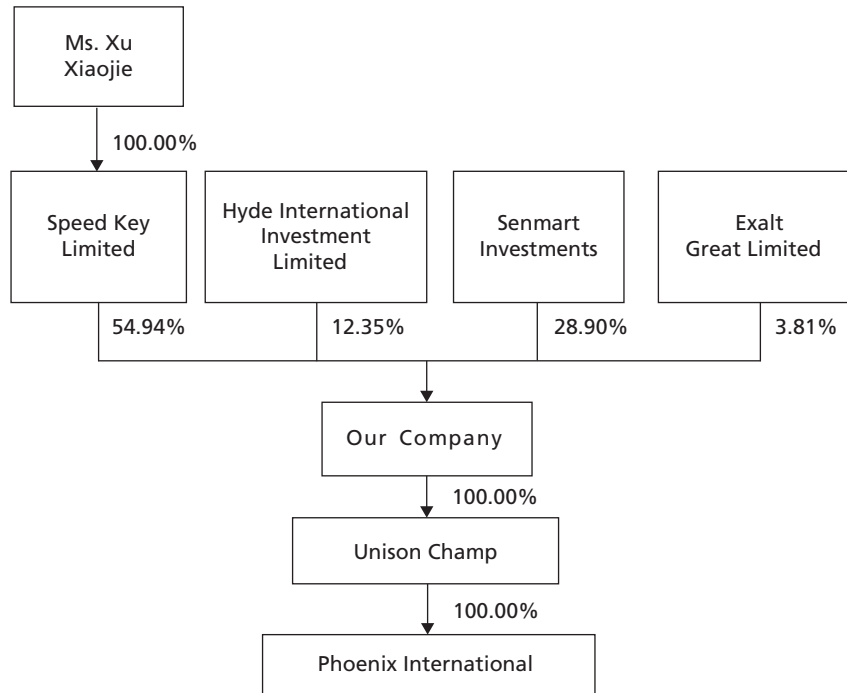 Ms. Xu
Xiaojie
100.00%
Speed Key
Limited
Hyde International
Investment
Limited
Senmart
Investments
Exalt
Great Limited
54.94%
12.35%
28.90%
3.81%
Our Company
100.00%
Unison Champ
100.00%
Phoenix International